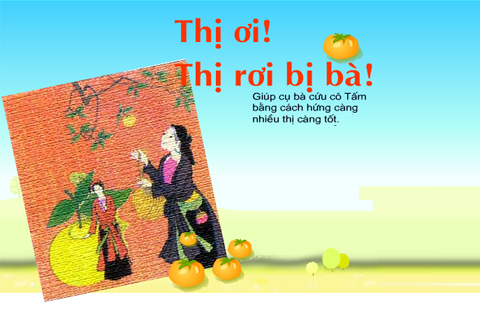 Thị ơi!
Thị rơi bị bà!
Giúp cụ bà cứu cô Tấm
bằng cách hứng càng
nhiều thị càng tốt.